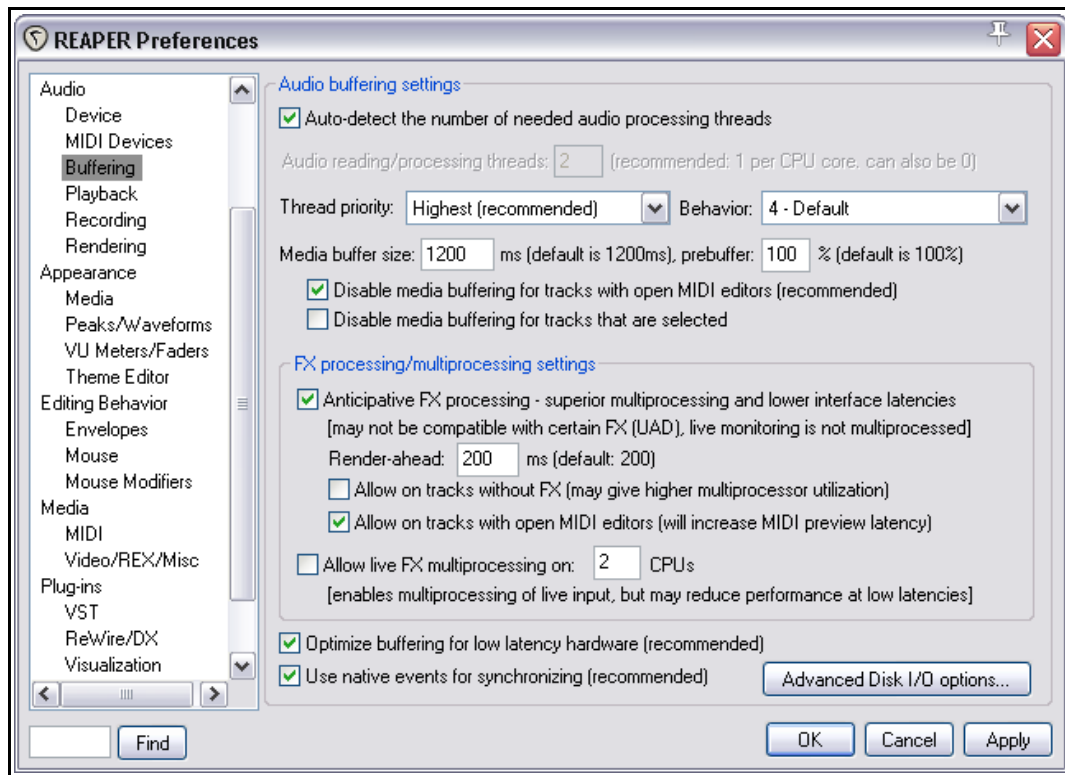 REAPER Preferences
Audio
Device
MIDI Devices
Buffering
Playback
Recording
Rendering
Appearance
Media
Peaks/Waveforms
VU Meters/Faders
Theme Editor
Editing Behavior
Envelopes
Mouse
Mouse Modifiers
Media
MIDI
Video/REX/Misc
Plug-ins
VST
ReWire/DX
Visualization
Find
Audio buffering settings
Auto-detect the number of needed audio processing threads
Audio reading/processing threads: 2 (recommended: 1 per CPU core, can also be 0)
Thread priority: Highest (recommended) Behavior: 4 - Default
Media buffer size: 1200 ms (default is 1200ms), prebuffer: 100 % (default is 100%)
Disable media buffering for tracks with open MIDI editors (recommended)
Disable media buffering for tracks that are selected
FX processing/multiprocessing settings
Anticipative FX processing - superior multiprocessing and lower interface latencies
[may not be compatible with certain FX (UAD), live monitoring is not multiprocessed]
Render-ahead: 200 ms (default: 200)
Allow on tracks without FX (may give higher multiprocessor utilization)
Allow on tracks with open MIDI editors (will increase MIDI preview latency)
Allow live FX multiprocessing on: 2 CPUs
[enables multiprocessing of live input, but may reduce performance at low latencies]
Optimize buffering for low latency hardware (recommended)
Use native events for synchronizing (recommended) Advanced Disk I/O options...
OK Cancel Apply